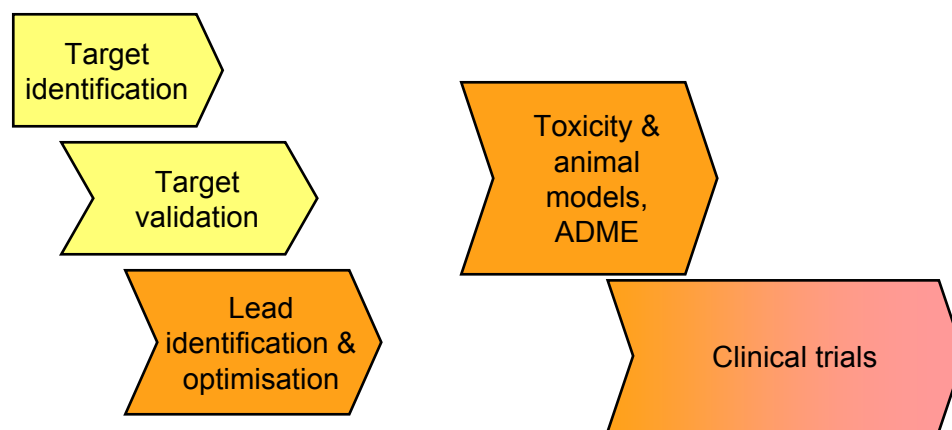 Target
identification
Target
validation
Lead
identification &
optimisation
Toxicity &
animal
models,
ADME
Clinical trials